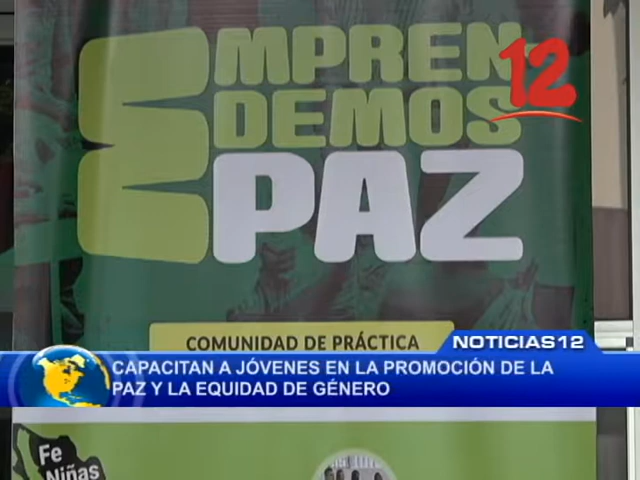 EMPREN
DEMOS
PAZ
12
COMUNIDAD DE PRÁCTICA
NOTICIAS12
CAPACITAN A JÓVENES EN LA PROMOCIÓN DE LA
PAZ Y LA EQUIDAD DE GÉNERO
Fe
Niñas